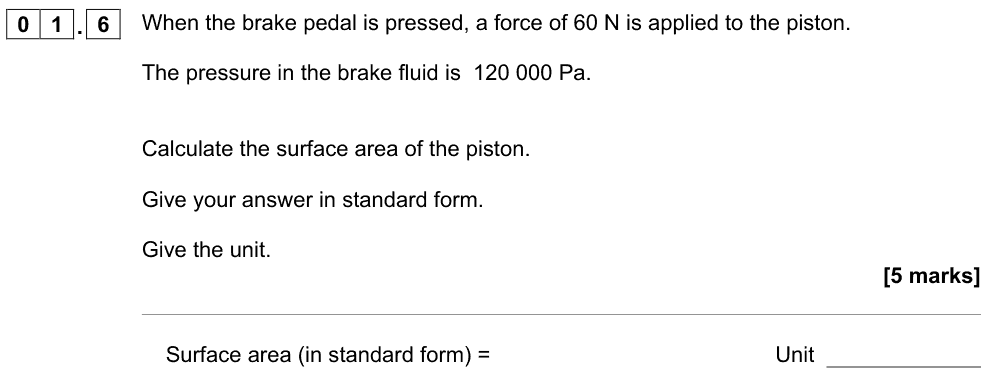 0 1 . 6 When the brake pedal is pressed, a force of 60 N is applied to the piston.
The pressure in the brake fluid is 120 000 Pa.
Calculate the surface area of the piston.
Give your answer in standard form.
Give the unit.
[5 marks]
Surface area (in standard form) = Unit